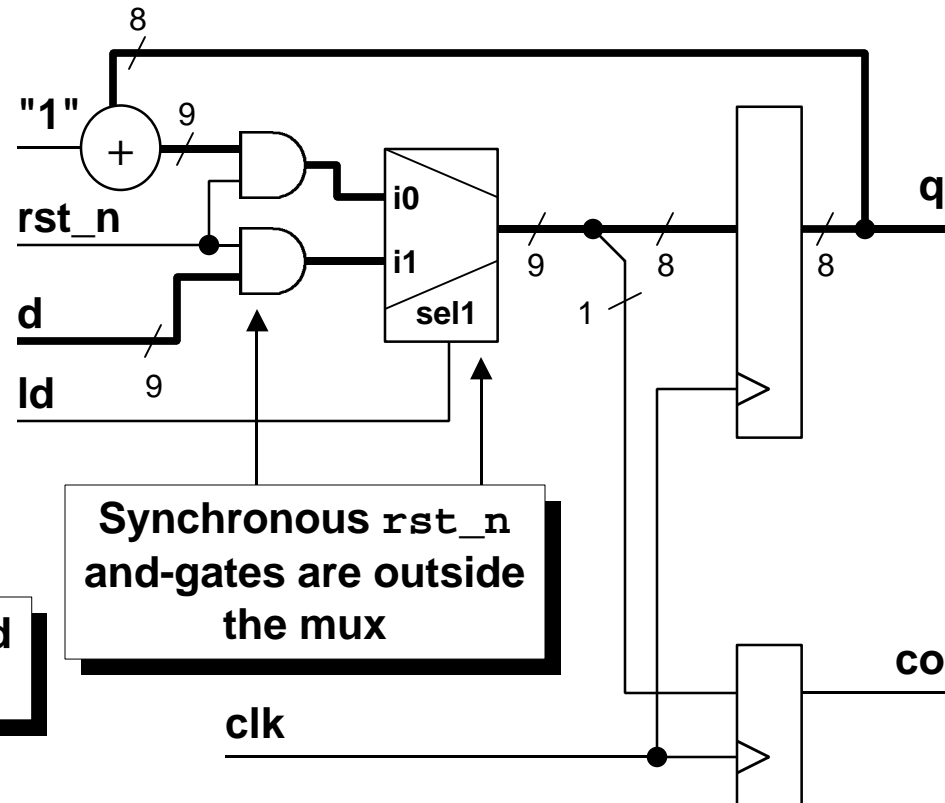 8
"1"
9
+
rst_n
i0
q
i1
9
8
8
d
sel1
1
9
ld
Synchronous rst_n
and-gates are outside
the mux
d
co
clk